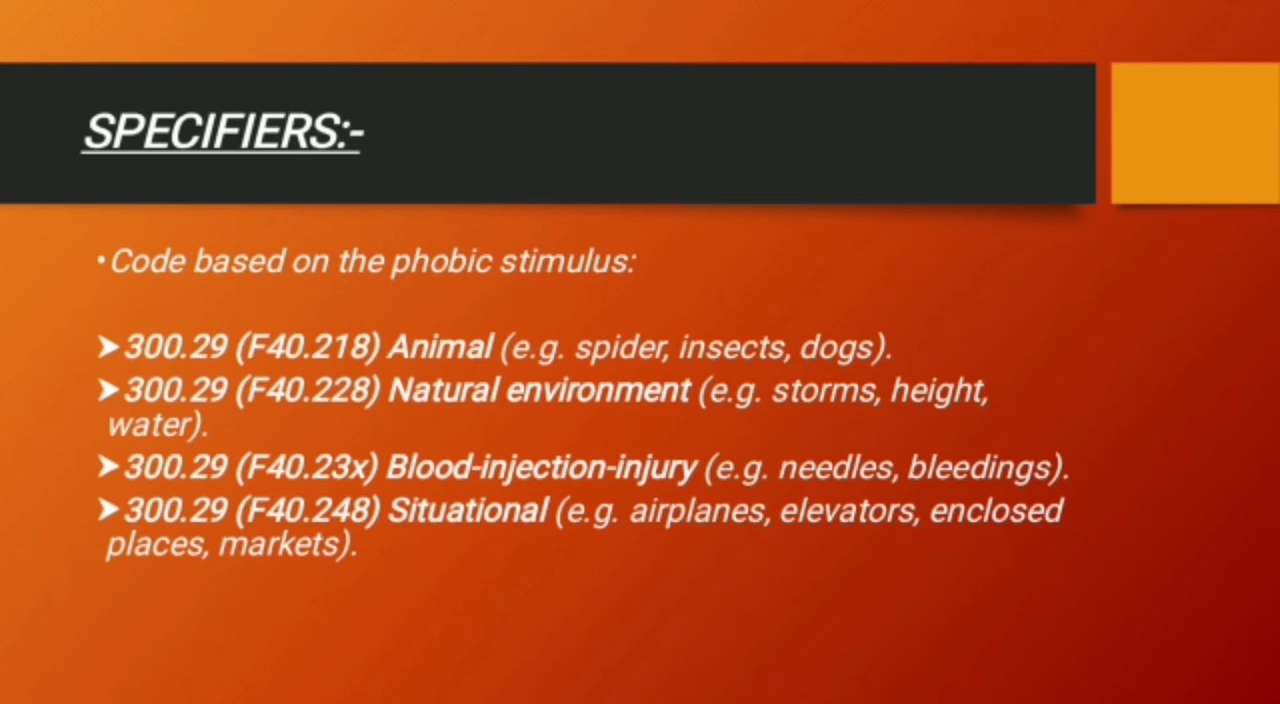 SPECIFIERS:-
•Code based on the phobic stimulus:
➤300.29 (F40.218) Animal (e.g. spider, insects, dogs).
➤300.29 (F40.228) Natural environment (e.g. storms, height,
water).
➤300.29 (F40.23x) Blood-injection-injury (e.g. needles, bleedings).
➤300.29 (F40.248) Situational (e.g. airplanes, elevators, enclosed
places, markets).